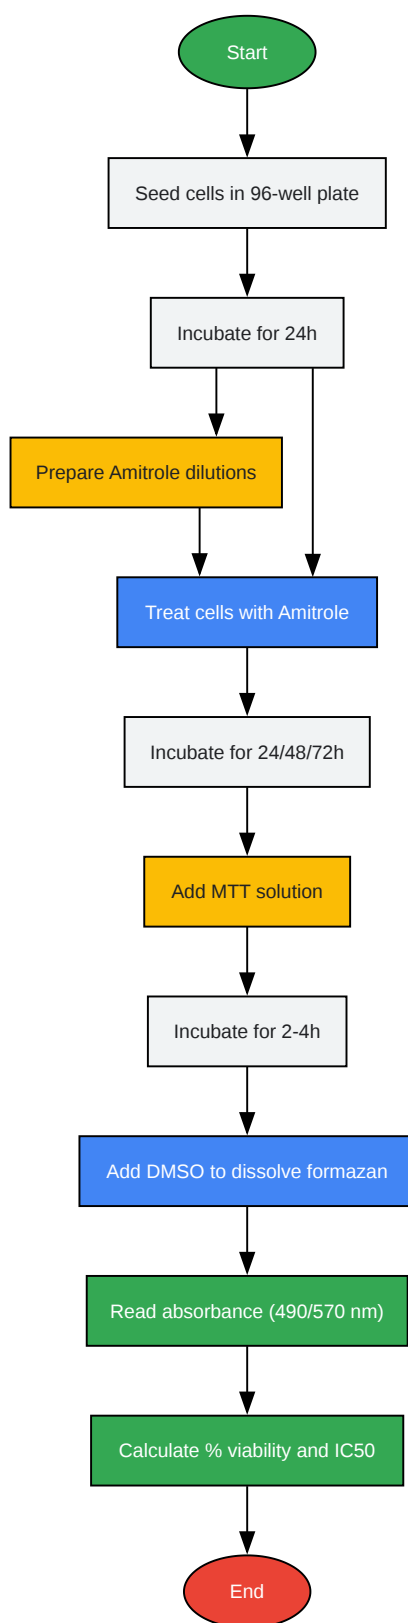 Start
Seed cells in 96-well plate
Incubate for 24h
Prepare Amitrole dilutions
Treat cells with Amitrole
Incubate for 24/48/72h
Add MTT solution
Incubate for 2-4h
Add DMSO to dissolve formazan
Read absorbance (490/570 nm)
Calculate % viability and IC50
End